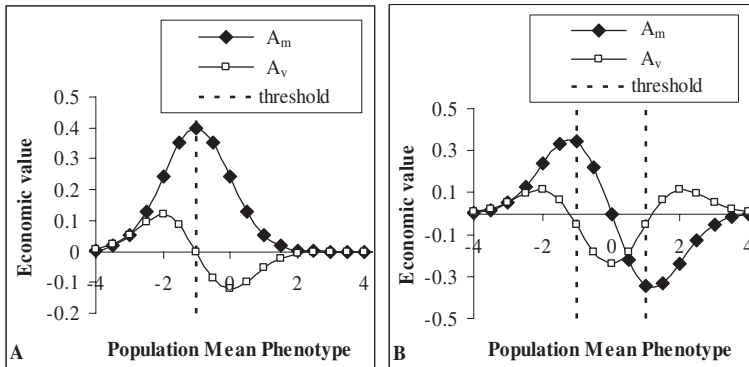 A_m
A_v
threshold
Economic value
0.5
0.4
0.3
0.2
0.1
0
-0.1
-0.2
-4 -2 0 2 4
A Population Mean Phenotype
A_m
A_v
threshold
Economic value
0.5
0.3
0.1
-0.1
-0.3
-0.5
-4 -2 0 2 4
B Population Mean Phenotype